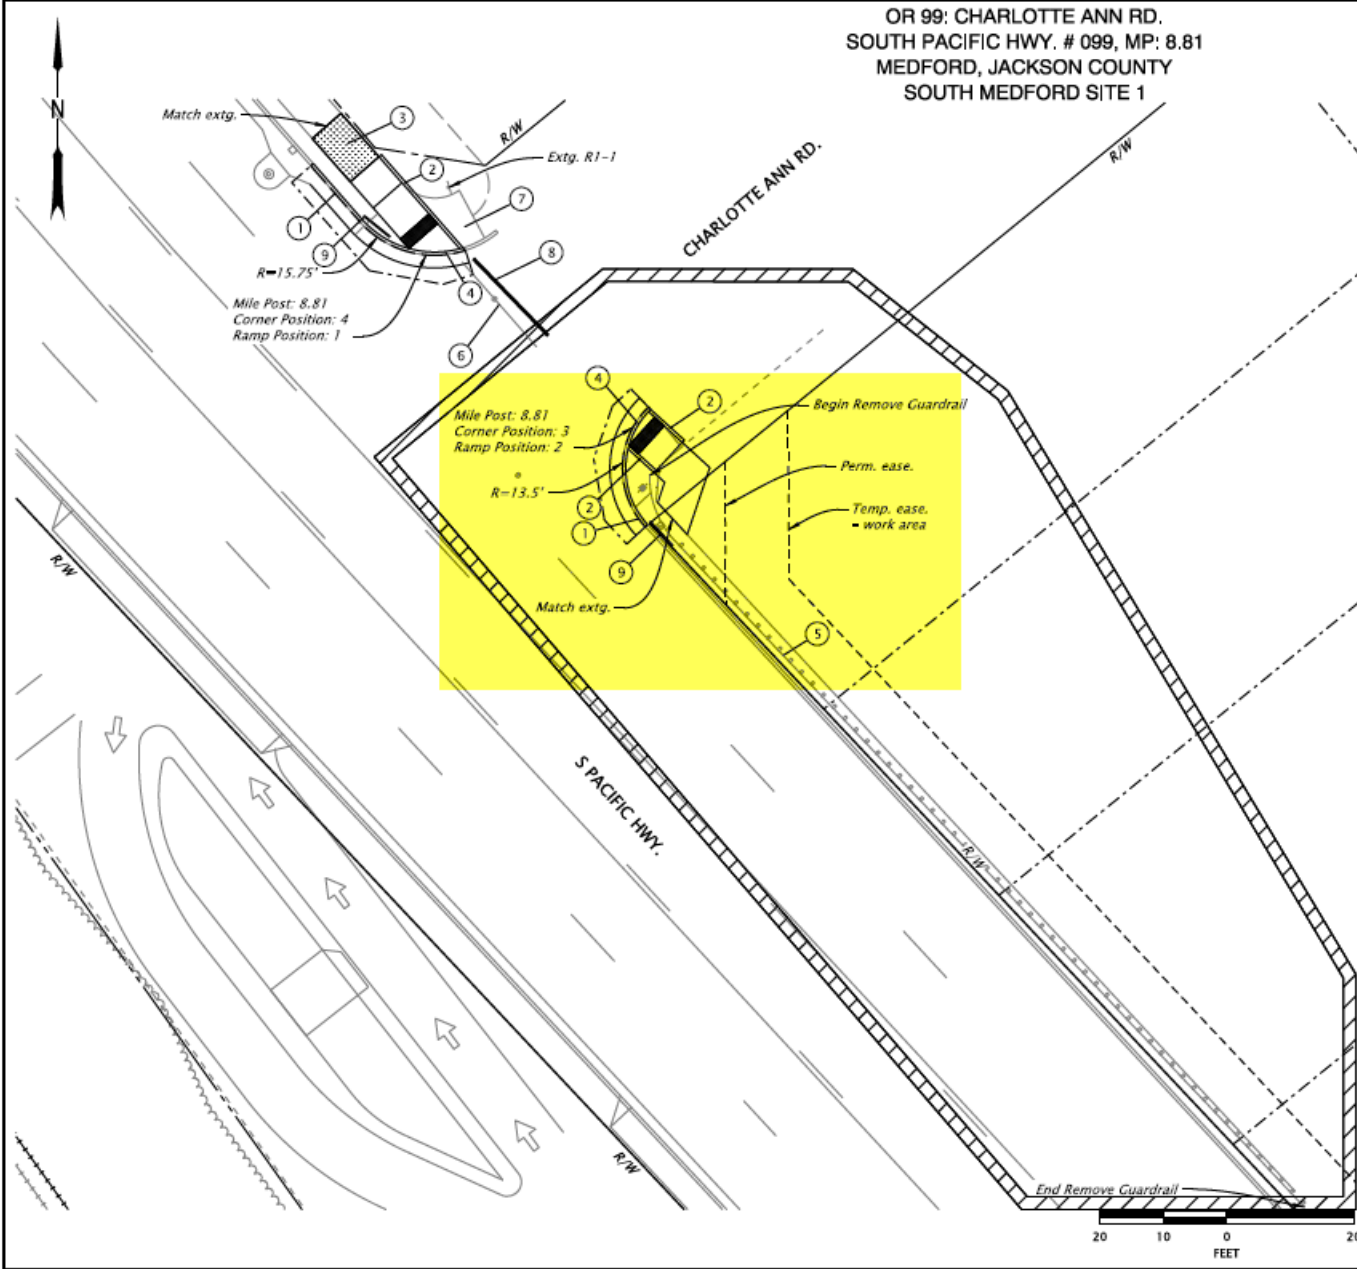 OR 99: CHARLOTTE ANN RD.
SOUTH PACIFIC HWY. # 099, MP: 8.81
MEDFORD, JACKSON COUNTY
SOUTH MEDFORD SITE 1
N
Match extg.
3
R/W
Extg. R1-1
2
7
1
9
8
R=15.75'
4
Mile Post: 8.81
Corner Position: 4
Ramp Position: 1
6
CHARLOTTE ANN RD.
R/W
4
2
Begin Remove Guardrail
Mile Post: 8.81
Corner Position: 3
Ramp Position: 2
Perm. ease.
R=13.5'
2
Temp. ease.
- work area
1
9
Match extg.
5
R/W
S PACIFIC HWY.
R/W
R/W
End Remove Guardrail
20 10 0 20
FEET